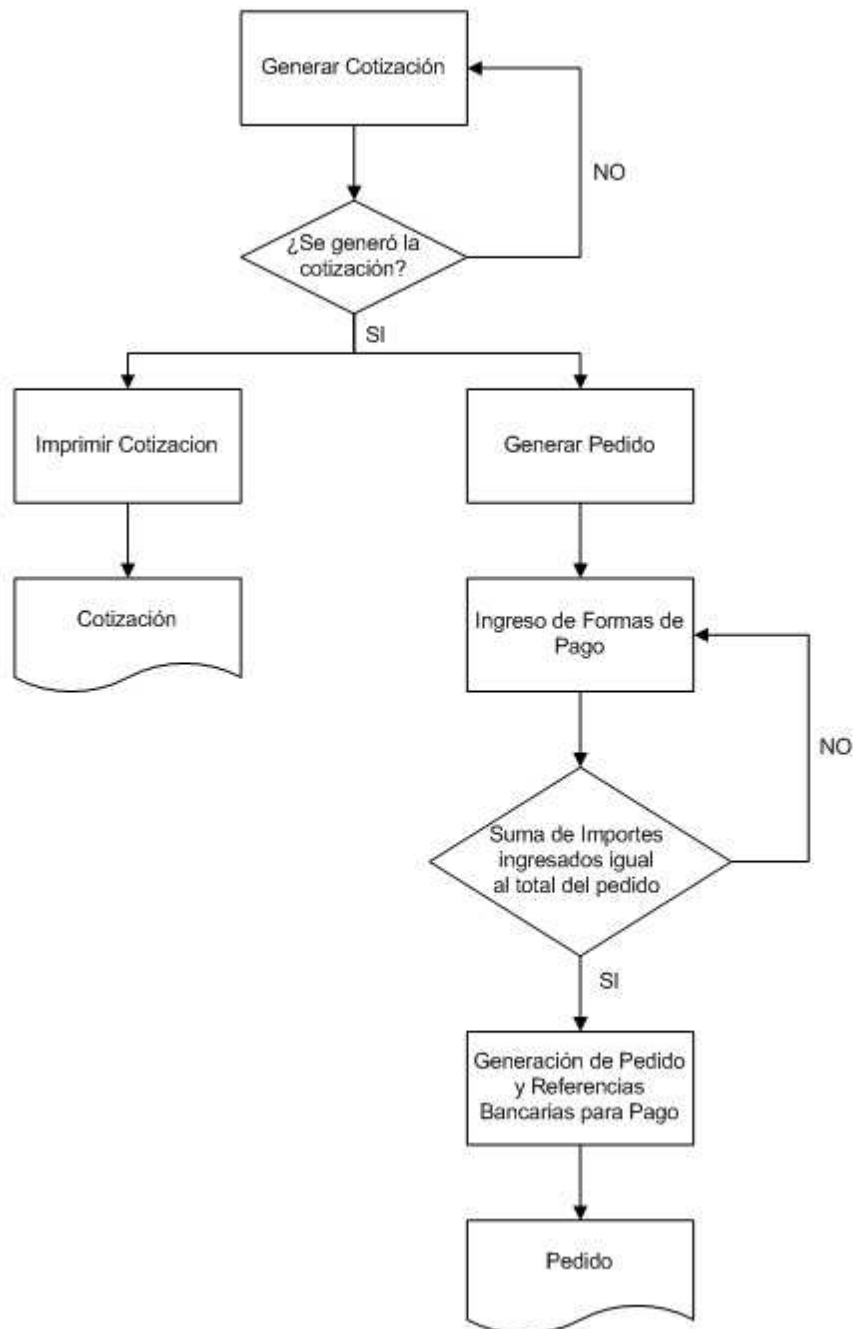 Generar Cotización
NO
¿Se generó la
cotización?
SI
Imprimir Cotizacion
Generar Pedido
Cotización
Ingreso de Formas de
Pago
NO
Suma de Importes
ingresados igual
al total del pedido
SI
Generación de Pedido
y Referencias
Bancarias para Pago
Pedido